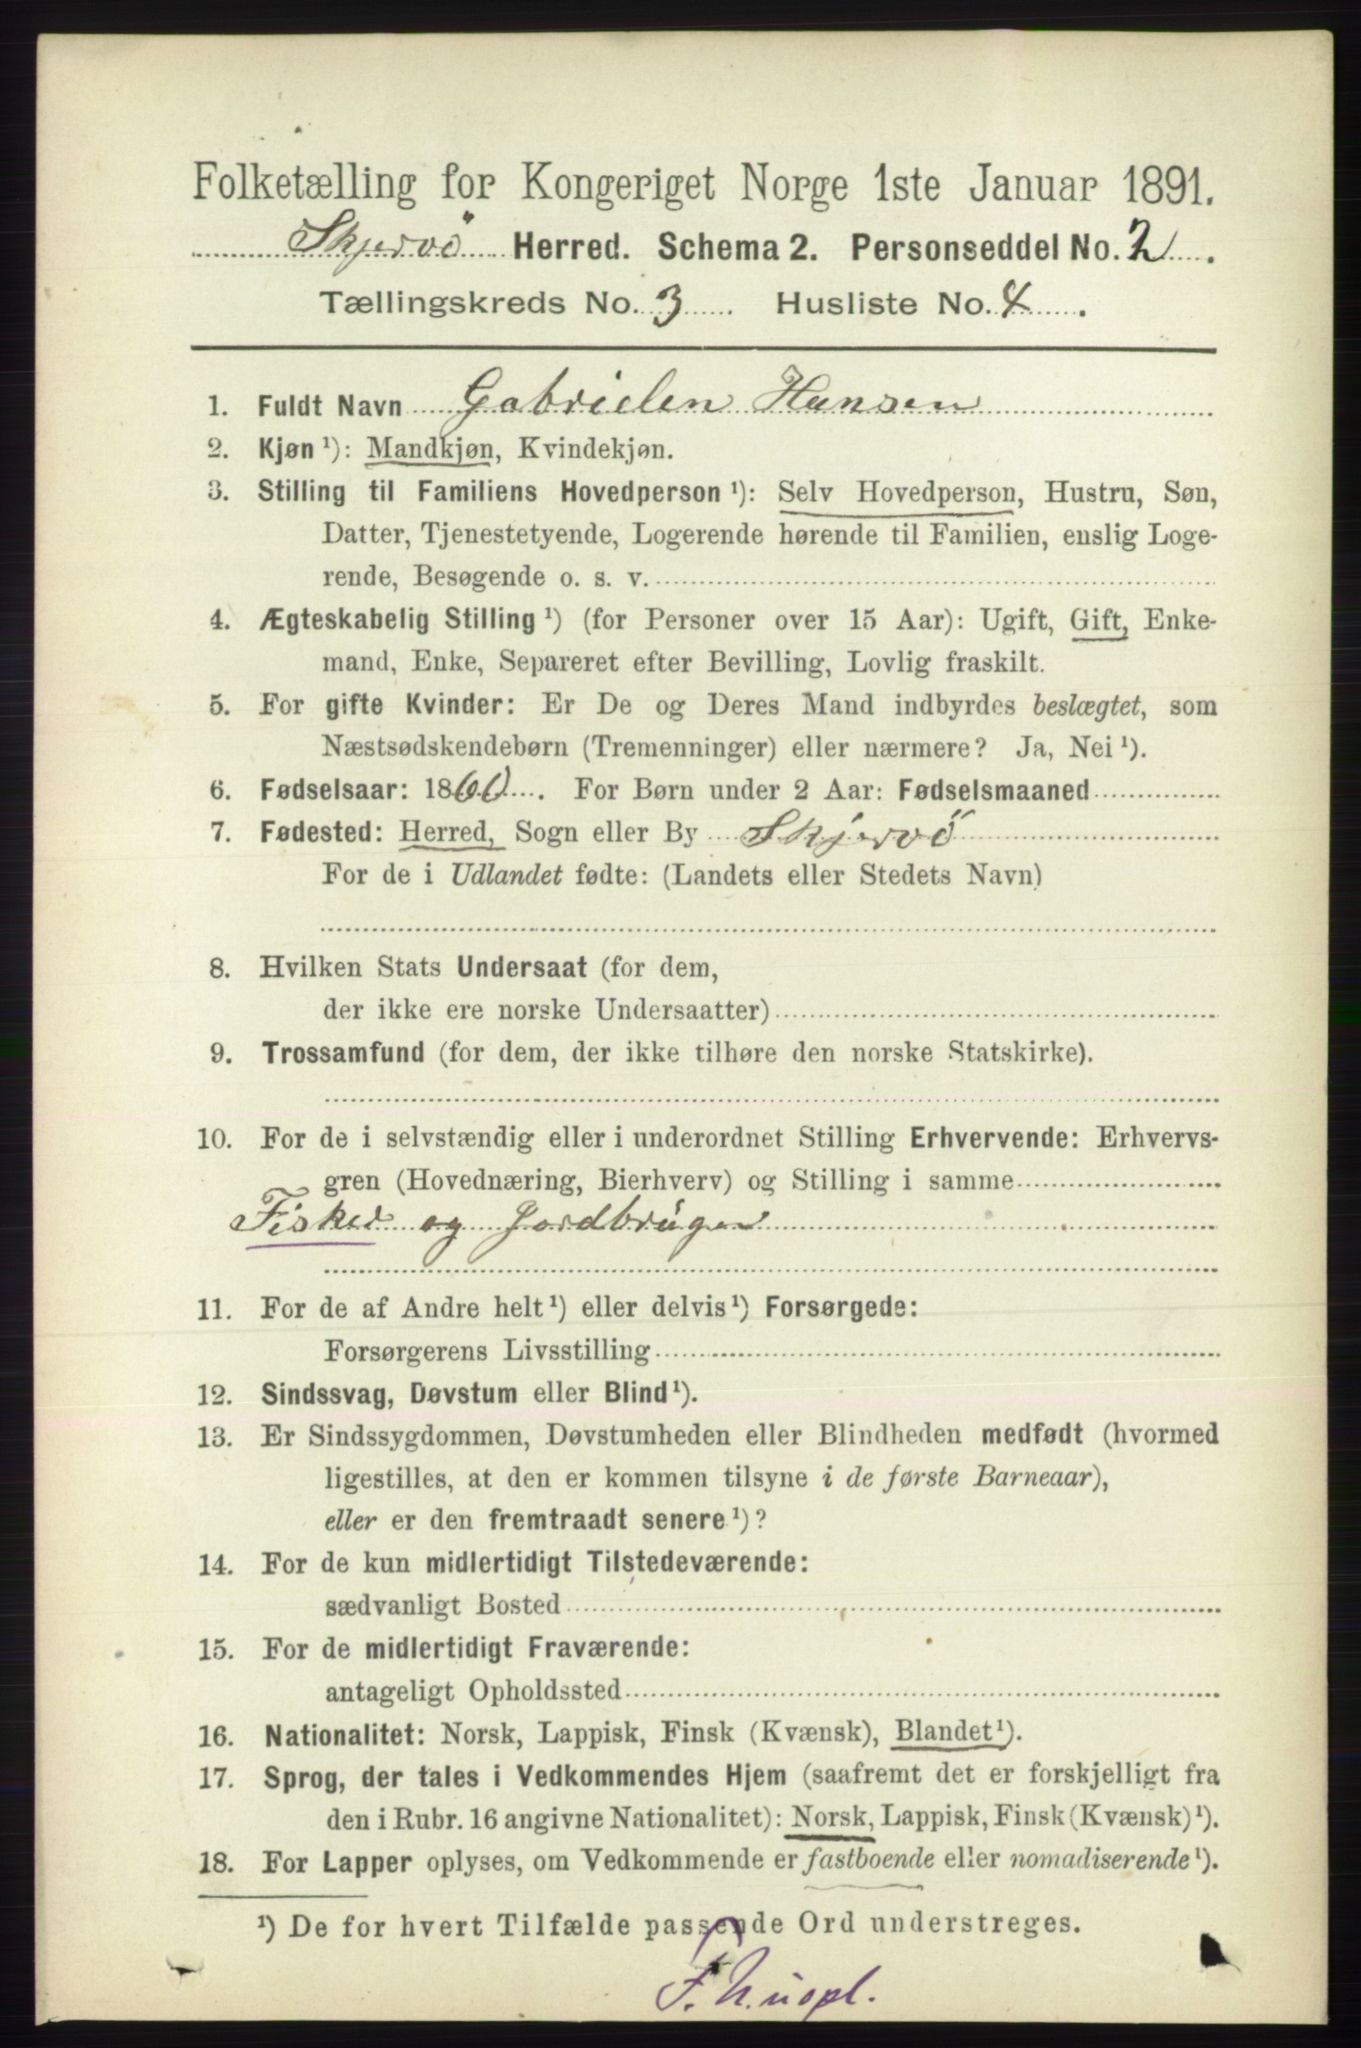 Folketælling for Kongeriget Norge 1ste Januar 1891.
Skjervö Herred. Schema 2. Personseddel No. 2.
Tællingskreds No. 3 Husliste No. 4.
1. Fuldt Navn Gabrielen Hansen
2. Kjøn ¹): Mandkjøn, Kvindekjøn.
3. Stilling til Familiens Hovedperson ¹): Selv Hovedperson, Hustru, Søn,
Datter, Tjenestetyende, Logerende hørende til Familien, enslig Loge-
rende, Besøgende o. s. v.
4. Ægteskabelig Stilling ¹) (for Personer over 15 Aar): Ugift, Gift, Enke-
mand, Enke, Separeret efter Bevilling, Lovlig fraskilt.
5. For gifte Kvinder: Er De og Deres Mand indbyrdes beslægtet, som
Næstsødskendebørn (Tremenninger) eller nærmere? Ja, Nei ¹).
6. Fødselsaar: 1860. For Børn under 2 Aar: Fødselsmaaned
7. Fødested: Herred, Sogn eller By Skjervö
For de i Udlandet fødte: (Landets eller Stedets Navn)
8. Hvilken Stats Undersaat (for dem,
der ikke ere norske Undersaatter)
9. Trossamfund (for dem, der ikke tilhøre den norske Statskirke).
10. For de i selvstændig eller i underordnet Stilling Erhvervende: Erhvervs-
gren (Hovednæring, Bierhverv) og Stilling i samme
Fisker og Jordbruger
11. For de af Andre helt ¹) eller delvis ¹) Forsørgede:
Forsørgerens Livsstilling
12. Sindssvag, Døvstum eller Blind ¹).
13. Er Sindssygdommen, Døvstumheden eller Blindheden medfødt (hvormed
ligestilles, at den er kommen tilsyne i de første Barneaar),
eller er den fremtraadt senere ¹)?
14. For de kun midlertidigt Tilstedeværende:
sædvanligt Bosted
15. For de midlertidigt Fraværende:
antageligt Opholdssted
16. Nationalitet: Norsk, Lappisk, Finsk (Kvænsk), Blandet ¹).
17. Sprog, der tales i Vedkommendes Hjem (saafremt det er forskjelligt fra
den i Rubr. 16 angivne Nationalitet): Norsk, Lappisk, Finsk (Kvænsk) ¹).
18. For Lapper oplyses, om Vedkommende er fastboende eller nomadiserende ¹).
¹) De for hvert Tilfælde passende Ord understreges.